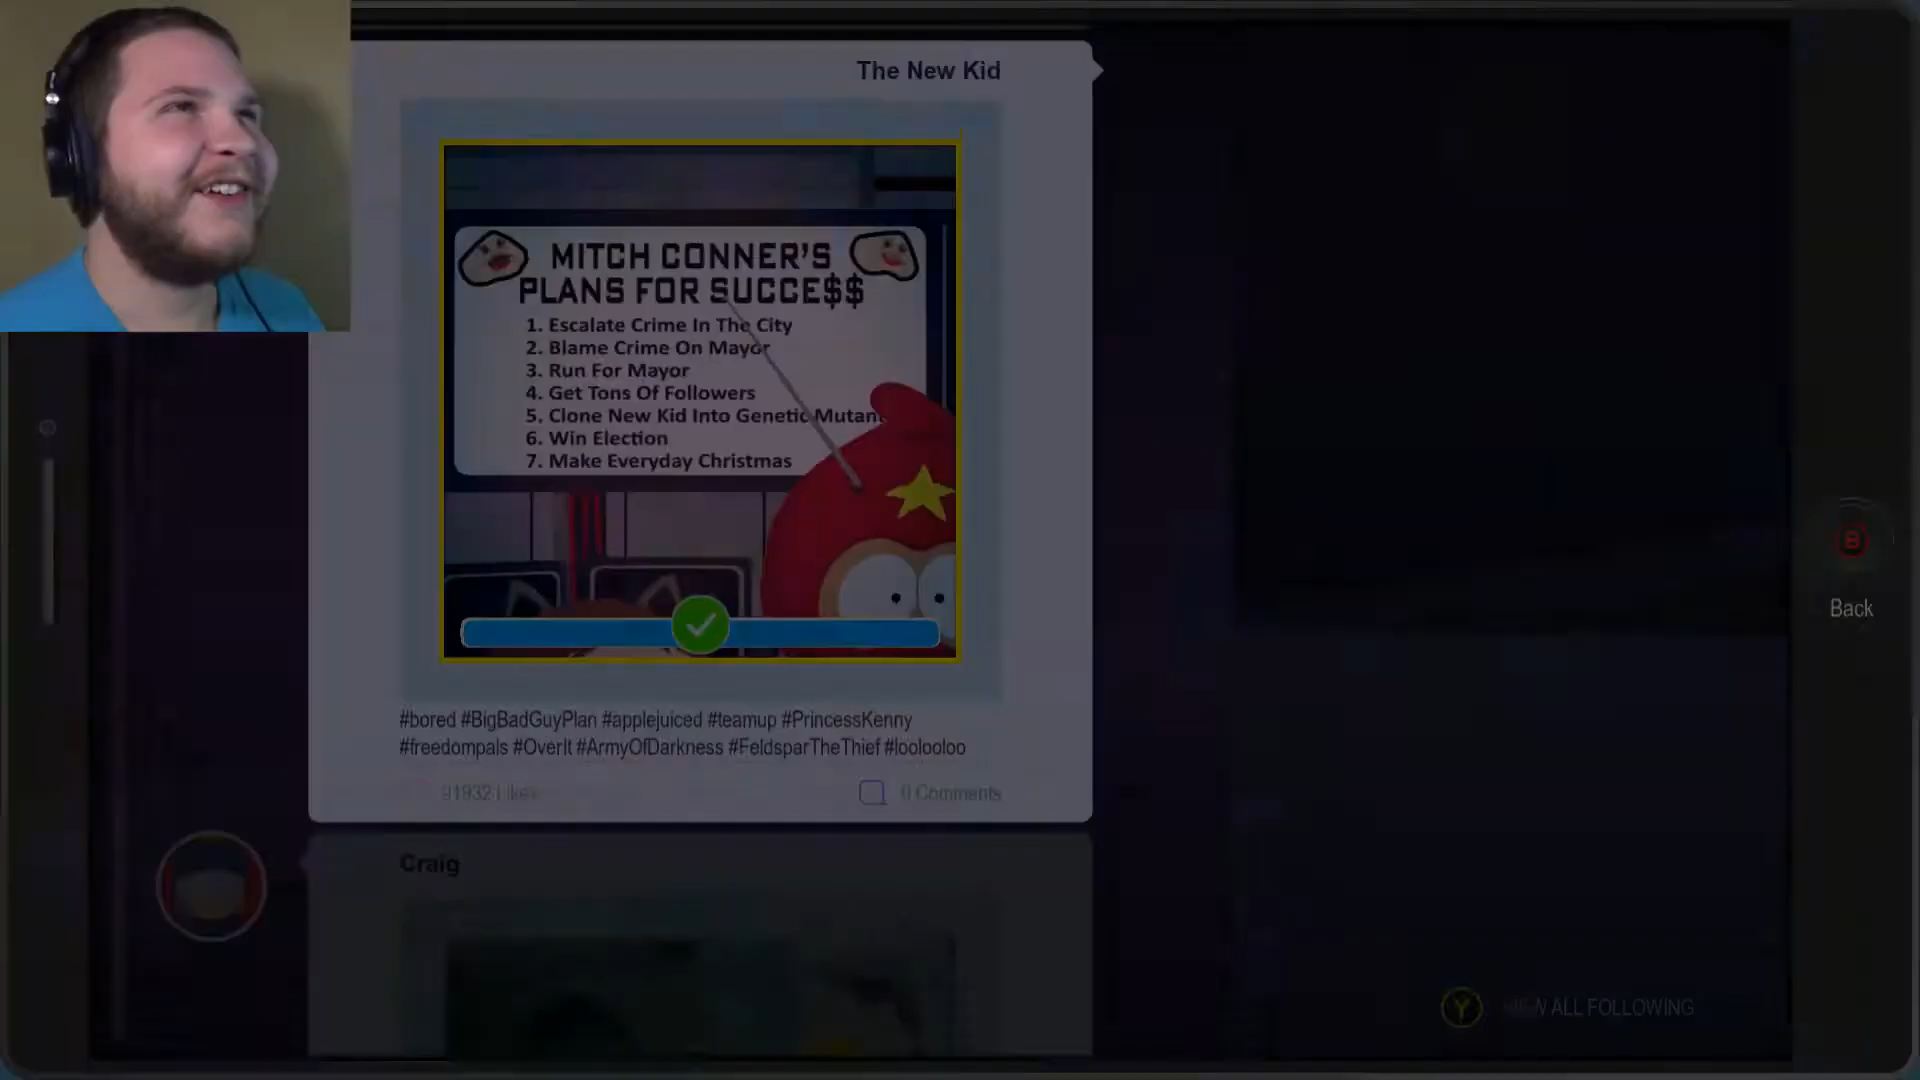 The New Kid
MITCH CONNER'S
PLANS FOR SUCCE$$
1. Escalate Crime In The City
2. Blame Crime On Mayor
3. Run For Mayor
4. Get Tons Of Followers
5. Clone New Kid Into Genetic Mutant
6. Win Election
7. Make Everyday Christmas
#bored #BigBadGuyPlan #applejuiced #teamup #PrincessKenny
#freedompals #OverIt #ArmyOfDarkness #FeldsparTheThief #loolooloo
91932 Likes
0 Comments
Craig
B
Back
Y
VIEW ALL FOLLOWING